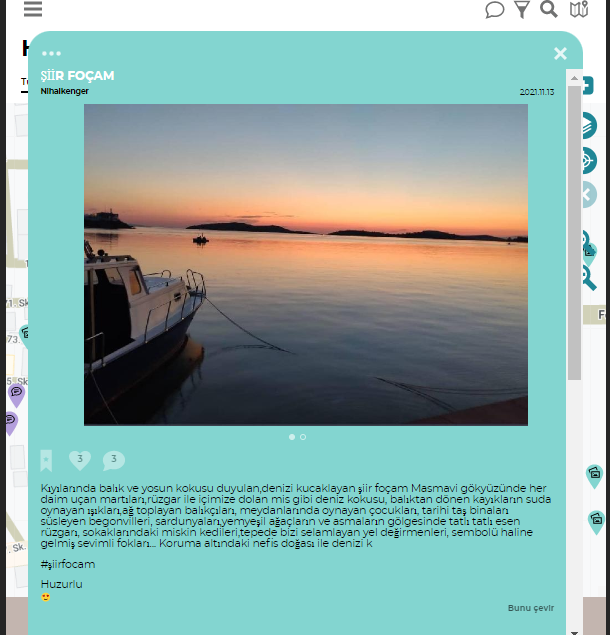 ŞİİR FOÇAM
Nihalkenger
2021.11.13
3
3
Kıyılarında balık ve yosun kokusu duyulan,denizi kucaklayan şiir foçam Masmavi gökyüzünde her
daim uçan martıları,rüzgar ile içimize dolan mis gibi deniz kokusu, balıktan dönen kayıkların suda
oynayan ışıkları,ağ toplayan balıkçıları, meydanlarında oynayan çocukları, tarihi taş binaları
süsleyen begonvilleri, sardunyaları,yemyeşil ağaçların ve asmaların gölgesinde tatlı tatlı esen
rüzgarı, sokaklarındaki miskin kedileri,tepede bizi selamlayan yel değirmenleri, sembolü haline
gelmiş sevimli fokları... Koruma altındaki nefis doğası ile denizi k
#şiirfocam
Huzurlu
Bunu çevir